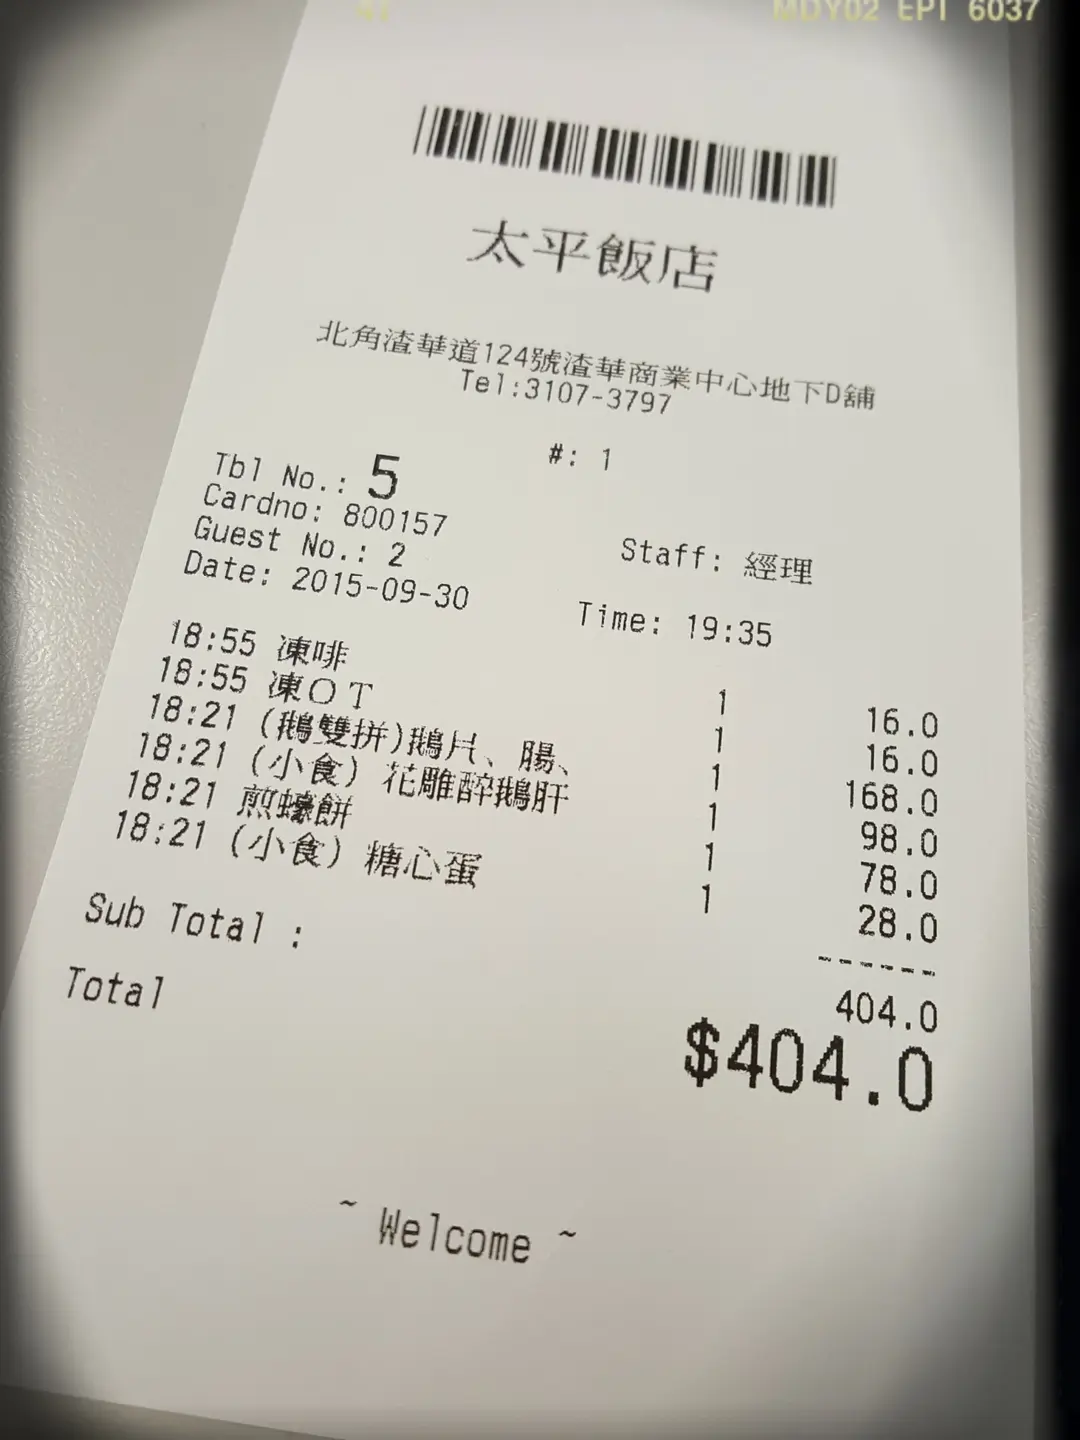 MDY02 EPI 6037
太平飯店
北角渣華道124號渣華商業中心地下D舖
Tel:3107-3797
#: 1
Tbl No.: 5
Cardno: 800157
Guest No.: 2 Staff: 經理
Date: 2015-09-30 Time: 19:35
18:55 凍啡 1 16.0
18:55 凍ＯＴ 1 16.0
18:21 (鵝雙拼)鵝片、腸、 1 168.0
18:21 (小食) 花雕醉鵝肝 1 98.0
18:21 煎蠔餅 1 78.0
18:21 (小食) 糖心蛋 1 28.0
------
Sub Total : 404.0
Total $404.0
~ Welcome ~